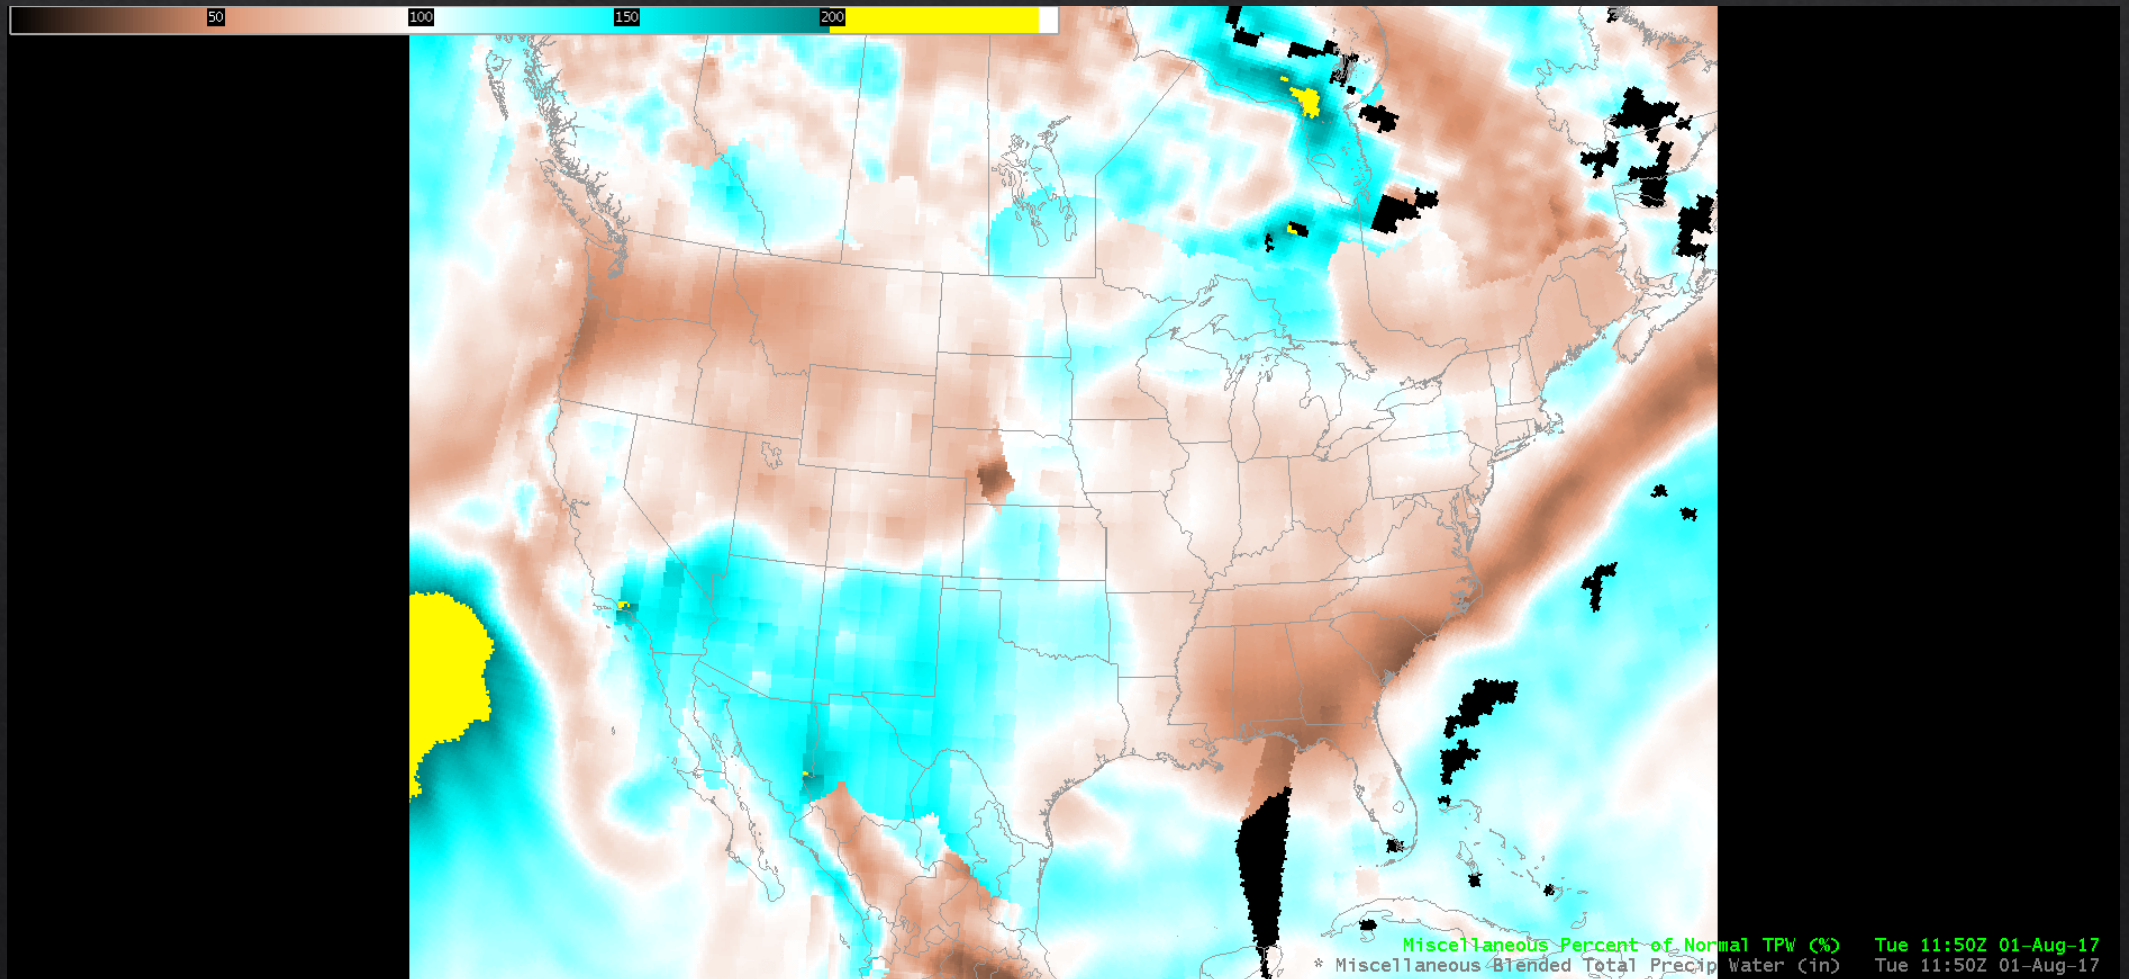 50 100 150 200
Miscellaneous Percent of Normal TPW (%) Tue 11:50Z 01-Aug-17
* Miscellaneous Blended Total Precip Water (in) Tue 11:50Z 01-Aug-17